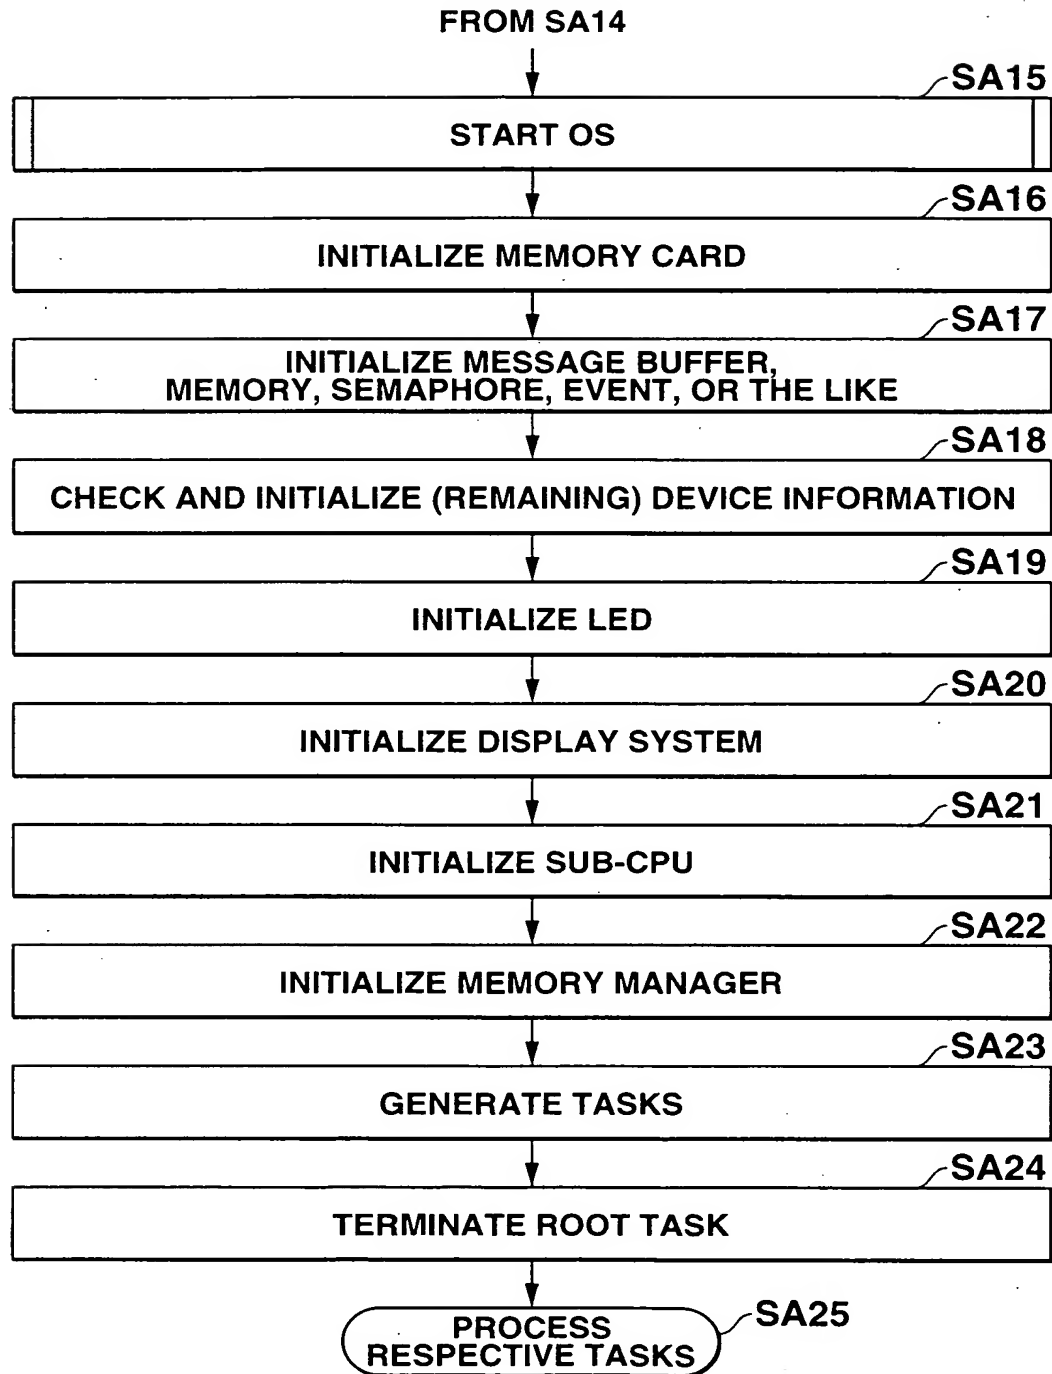 FROM SA14
SA15
START OS
SA16
INITIALIZE MEMORY CARD
SA17
INITIALIZE MESSAGE BUFFER,
MEMORY, SEMAPHORE, EVENT, OR THE LIKE
SA18
CHECK AND INITIALIZE (REMAINING) DEVICE INFORMATION
SA19
INITIALIZE LED
SA20
INITIALIZE DISPLAY SYSTEM
SA21
INITIALIZE SUB-CPU
SA22
INITIALIZE MEMORY MANAGER
SA23
GENERATE TASKS
SA24
TERMINATE ROOT TASK
SA25
PROCESS
RESPECTIVE TASKS